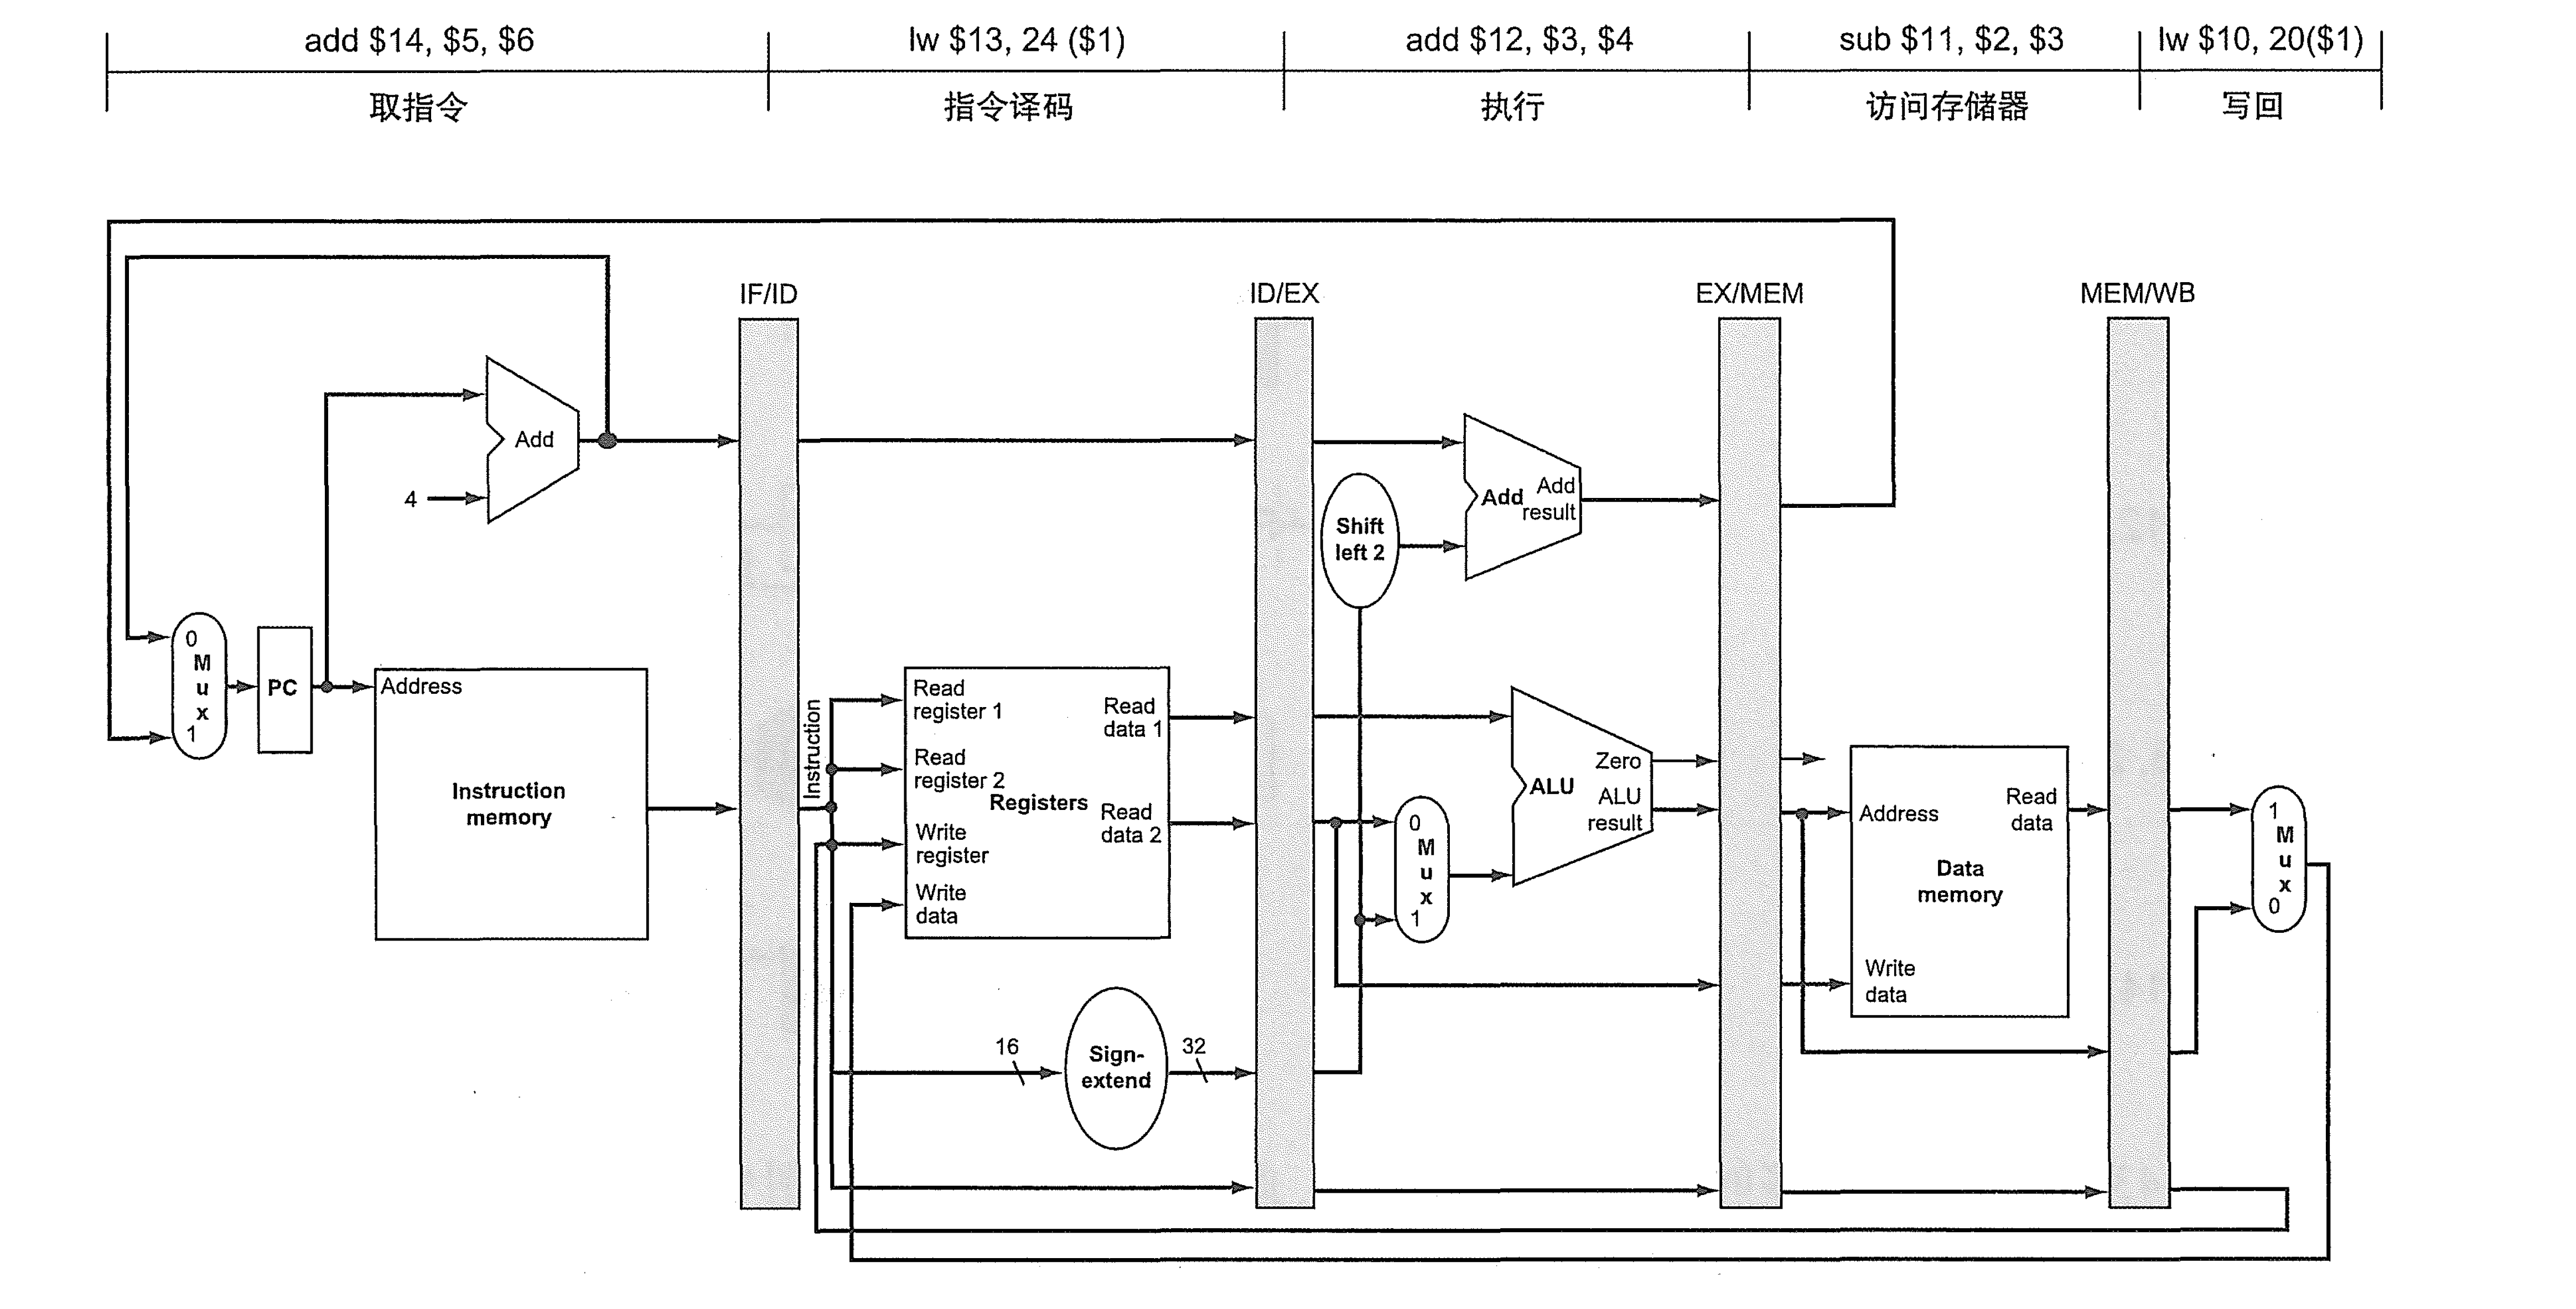 add $14, $5, $6
lw $13, 24 ($1)
add $12, $3, $4
sub $11, $2, $3
lw $10, 20($1)
取指令
指令译码
执行
访问存储器
写回
IF/ID
ID/EX
EX/MEM
MEM/WB
Add
4
0
M
u
x
1
PC
Address
Instruction
memory
Instruction
Read
register 1
Read
register 2
Write
register
Write
data
Registers
Read
data 1
Read
data 2
16
Sign-
extend
32
Shift
left 2
Add
Add
result
0
M
u
x
1
ALU
Zero
ALU
result
Address
Read
data
Data
memory
Write
data
1
M
u
x
0